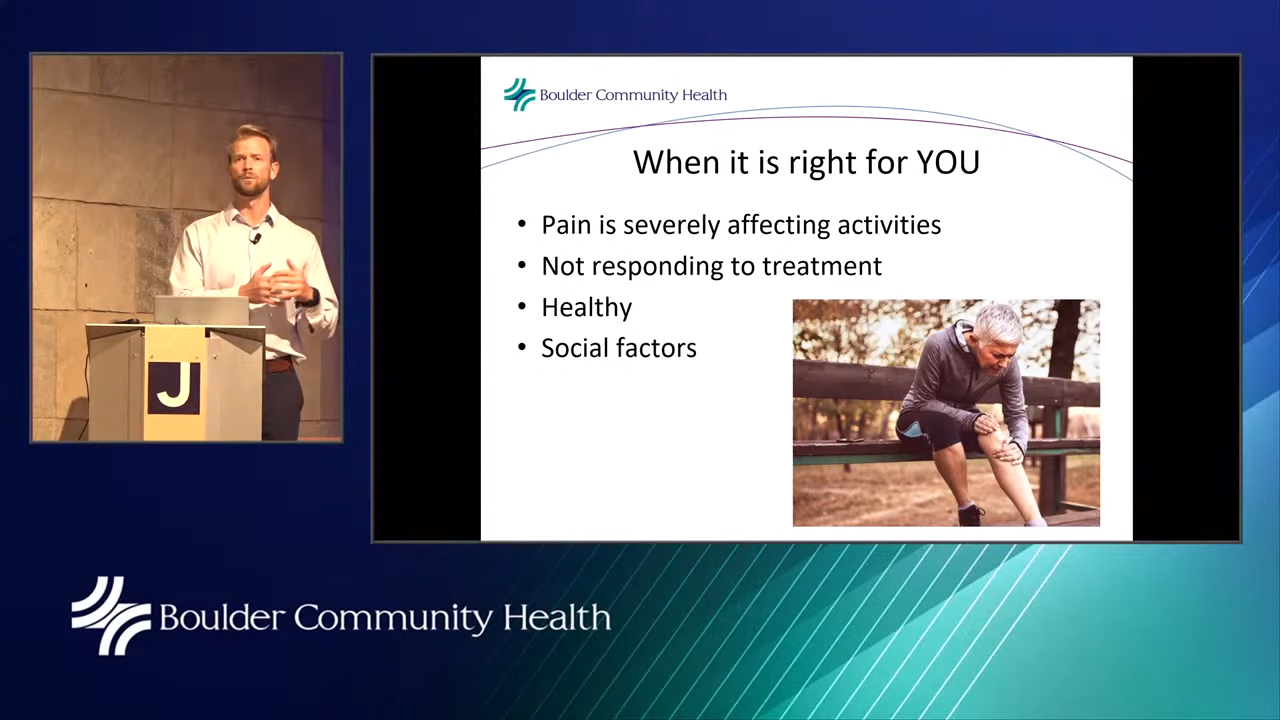 Boulder Community Health
When it is right for YOU
• Pain is severely affecting activities
• Not responding to treatment
• Healthy
• Social factors
J
Boulder Community Health